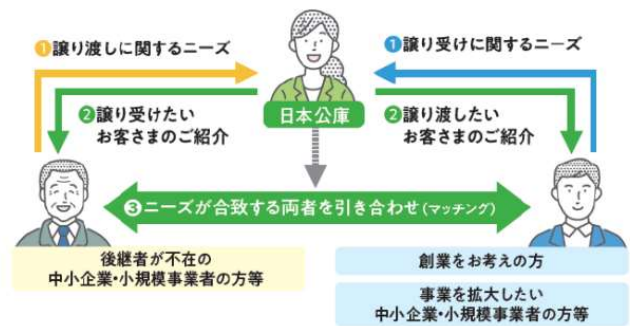 ①譲り渡しに関するニーズ
①譲り受けに関するニーズ
②譲り受けたい
お客さまのご紹介
日本公庫
②譲り渡したい
お客さまのご紹介
③ニーズが合致する両者を引き合わせ(マッチング)
後継者が不在の
中小企業・小規模事業者の方等
創業をお考えの方
事業を拡大したい
中小企業・小規模事業者の方等